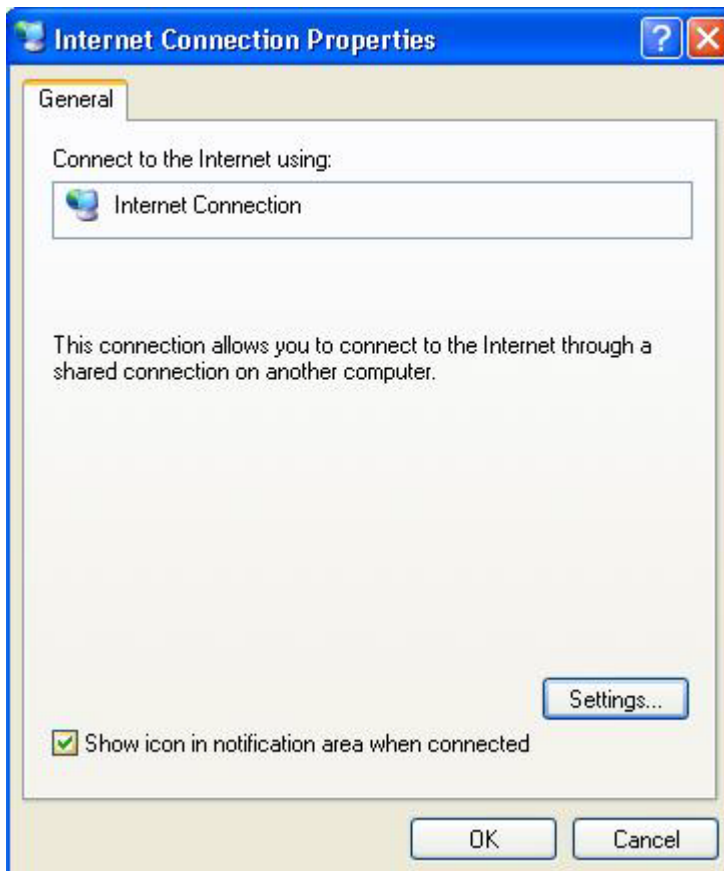 Internet Connection Properties
General
Connect to the Internet using:
Internet Connection
This connection allows you to connect to the Internet through a
shared connection on another computer.
Settings...
Show icon in notification area when connected
OK
Cancel